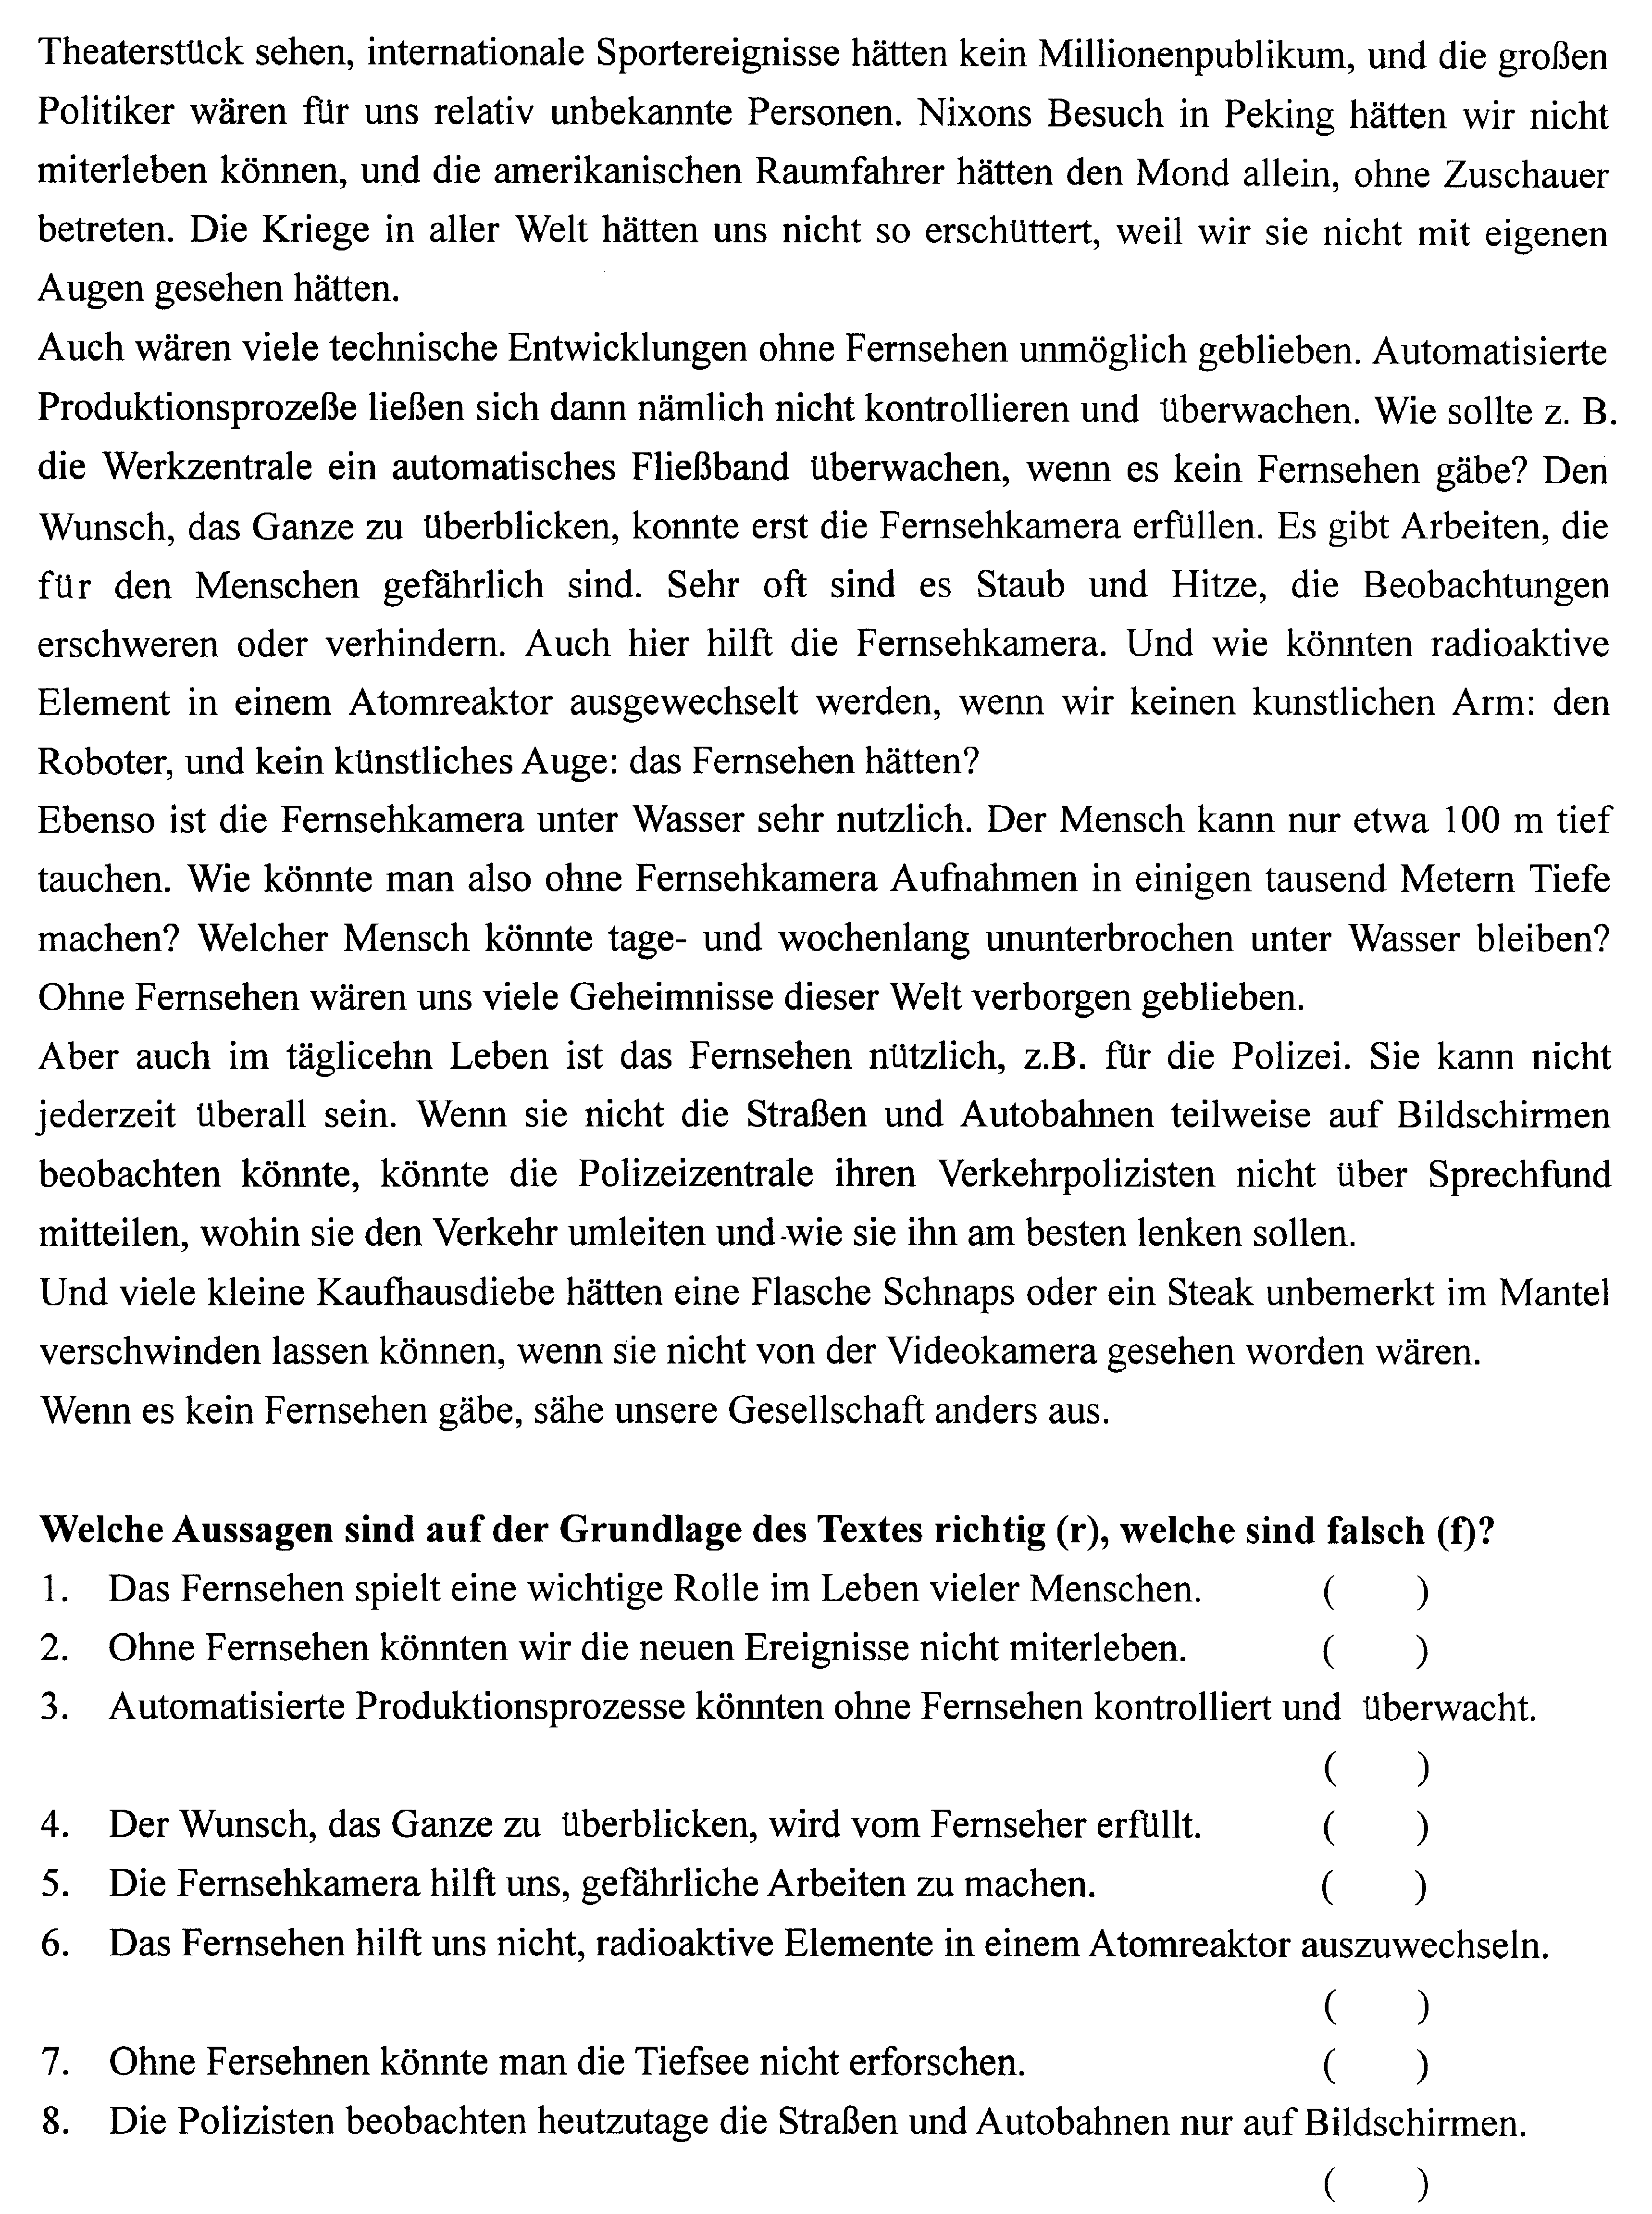 Theaterstück sehen, internationale Sportereignisse hätten kein Millionenpublikum, und die großen
Politiker wären für uns relativ unbekannte Personen. Nixons Besuch in Peking hätten wir nicht
miterleben können, und die amerikanischen Raumfahrer hätten den Mond allein, ohne Zuschauer
betreten. Die Kriege in aller Welt hätten uns nicht so erschüttert, weil wir sie nicht mit eigenen
Augen gesehen hätten.
Auch wären viele technische Entwicklungen ohne Fernsehen unmöglich geblieben. Automatisierte
Produktionsprozeße ließen sich dann nämlich nicht kontrollieren und überwachen. Wie sollte z. B.
die Werkzentrale ein automatisches Fließband überwachen, wenn es kein Fernsehen gäbe? Den
Wunsch, das Ganze zu überblicken, konnte erst die Fernsehkamera erfüllen. Es gibt Arbeiten, die
für den Menschen gefährlich sind. Sehr oft sind es Staub und Hitze, die Beobachtungen
erschweren oder verhindern. Auch hier hilft die Fernsehkamera. Und wie könnten radioaktive
Element in einem Atomreaktor ausgewechselt werden, wenn wir keinen kunstlichen Arm: den
Roboter, und kein künstliches Auge: das Fernsehen hätten?
Ebenso ist die Fernsehkamera unter Wasser sehr nutzlich. Der Mensch kann nur etwa 100 m tief
tauchen. Wie könnte man also ohne Fernsehkamera Aufnahmen in einigen tausend Metern Tiefe
machen? Welcher Mensch könnte tage- und wochenlang ununterbrochen unter Wasser bleiben?
Ohne Fernsehen wären uns viele Geheimnisse dieser Welt verborgen geblieben.
Aber auch im täglicehn Leben ist das Fernsehen nützlich, z.B. für die Polizei. Sie kann nicht
jederzeit überall sein. Wenn sie nicht die Straßen und Autobahnen teilweise auf Bildschirmen
beobachten könnte, könnte die Polizeizentrale ihren Verkehrpolizisten nicht über Sprechfund
mitteilen, wohin sie den Verkehr umleiten und-wie sie ihn am besten lenken sollen.
Und viele kleine Kaufhausdiebe hätten eine Flasche Schnaps oder ein Steak unbemerkt im Mantel
verschwinden lassen können, wenn sie nicht von der Videokamera gesehen worden wären.
Wenn es kein Fernsehen gäbe, sähe unsere Gesellschaft anders aus.
Welche Aussagen sind auf der Grundlage des Textes richtig (r), welche sind falsch (f)?
1. Das Fernsehen spielt eine wichtige Rolle im Leben vieler Menschen. ( )
2. Ohne Fernsehen könnten wir die neuen Ereignisse nicht miterleben. ( )
3. Automatisierte Produktionsprozesse könnten ohne Fernsehen kontrolliert und überwacht.
( )
4. Der Wunsch, das Ganze zu überblicken, wird vom Fernseher erfüllt. ( )
5. Die Fernsehkamera hilft uns, gefährliche Arbeiten zu machen. ( )
6. Das Fernsehen hilft uns nicht, radioaktive Elemente in einem Atomreaktor auszuwechseln.
( )
7. Ohne Fersehnen könnte man die Tiefsee nicht erforschen. ( )
8. Die Polizisten beobachten heutzutage die Straßen und Autobahnen nur auf Bildschirmen.
( )